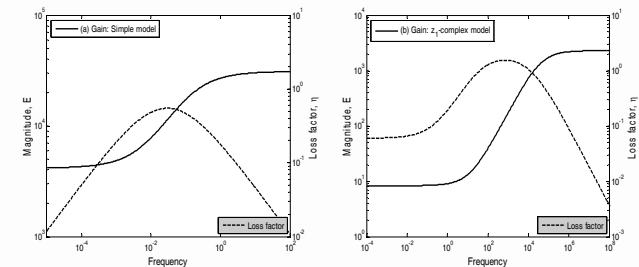 (a) Gain: Simple model
Magnitude, E
10^5
10^4
10^3
10^-4
10^-2
10^0
10^2
Frequency
10^1
10^0
10^-1
10^-2
Loss factor, η
Loss factor
(b) Gain: z_1-complex model
Magnitude, E
10^4
10^3
10^2
10^1
10^0
10^-4
10^-2
10^0
10^2
10^4
10^6
10^8
Frequency
10^1
10^0
10^-1
10^-2
10^-3
Loss factor, η
Loss factor